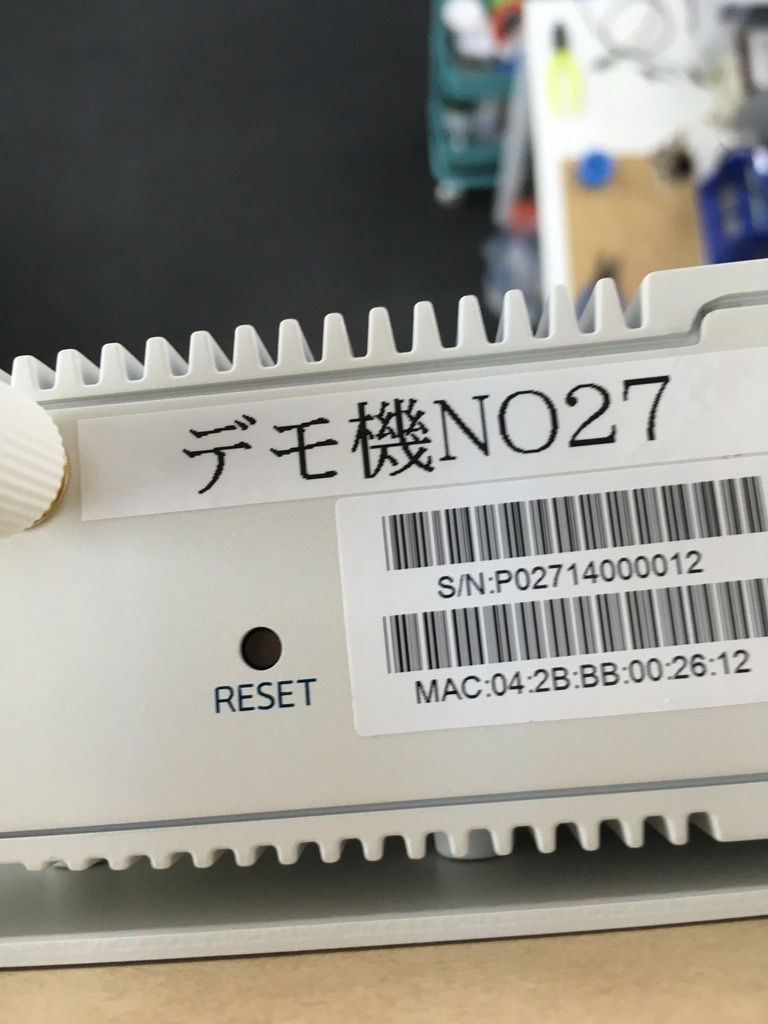 デモ機NO27
S/N:P02714000012
MAC:04:2B:BB:00:26:12
RESET